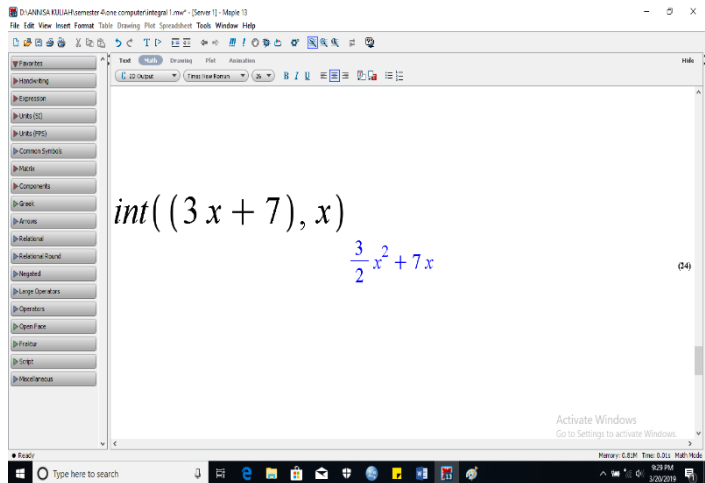 D:\ANNISA KULIAH\semester 4\one computer\integral 1.mw* - [Server 1] - Maple 13
File Edit View Insert Format Table Drawing Plot Spreadsheet Tools Window Help
Text Math Drawing Plot Animation Hide
2D Output Times New Roman B I U
Favorites
Handwriting
Expression
Units (SI)
Units (FPS)
Common Symbols
Matrix
Components
Greek
Arrows
Relational
Relational Round
Negated
Large Operators
Operators
Open Face
Fraktur
Script
Miscellaneous
int((3 x + 7), x)
3/2 x² + 7 x (24)
Activate Windows
Go to Settings to activate Windows.
Ready Memory: 0.81M Time: 0.01s Math Mode
Type here to search
9:29 PM
3/20/2019